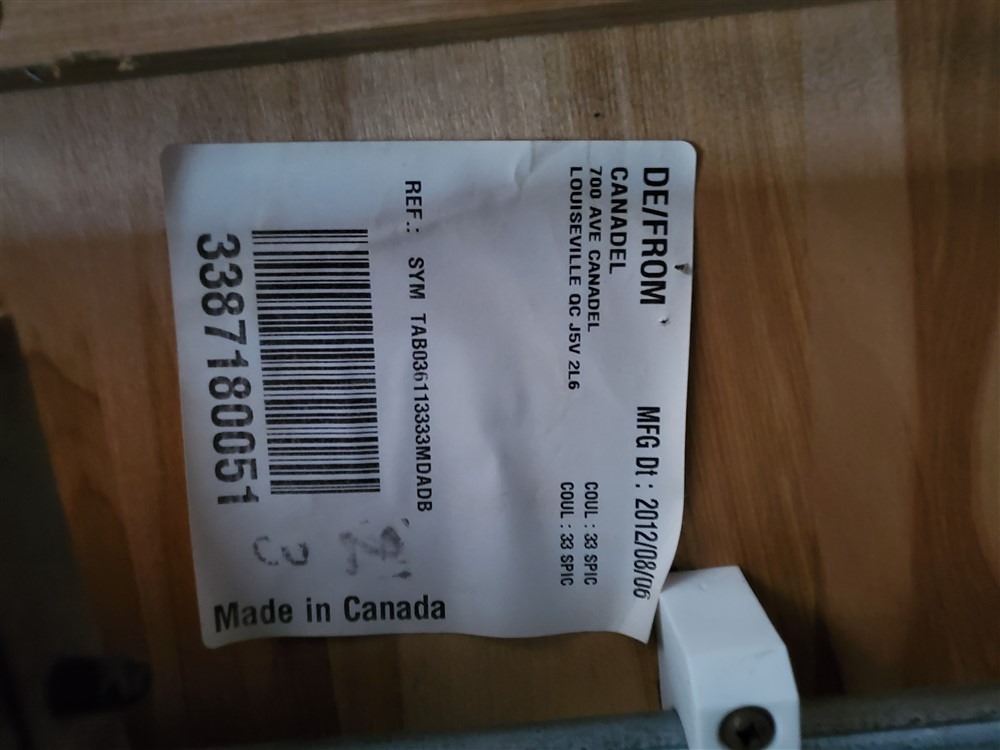 DE/FROM MFG Dt : 2012/08/06
CANADEL
700 AVE CANADEL COUL : 33 SPIC
LOUISEVILLE QC J5V 2L6 COUL : 33 SPIC
REF.: SYM TAB036113333MDADB
3387180051
3
Made in Canada